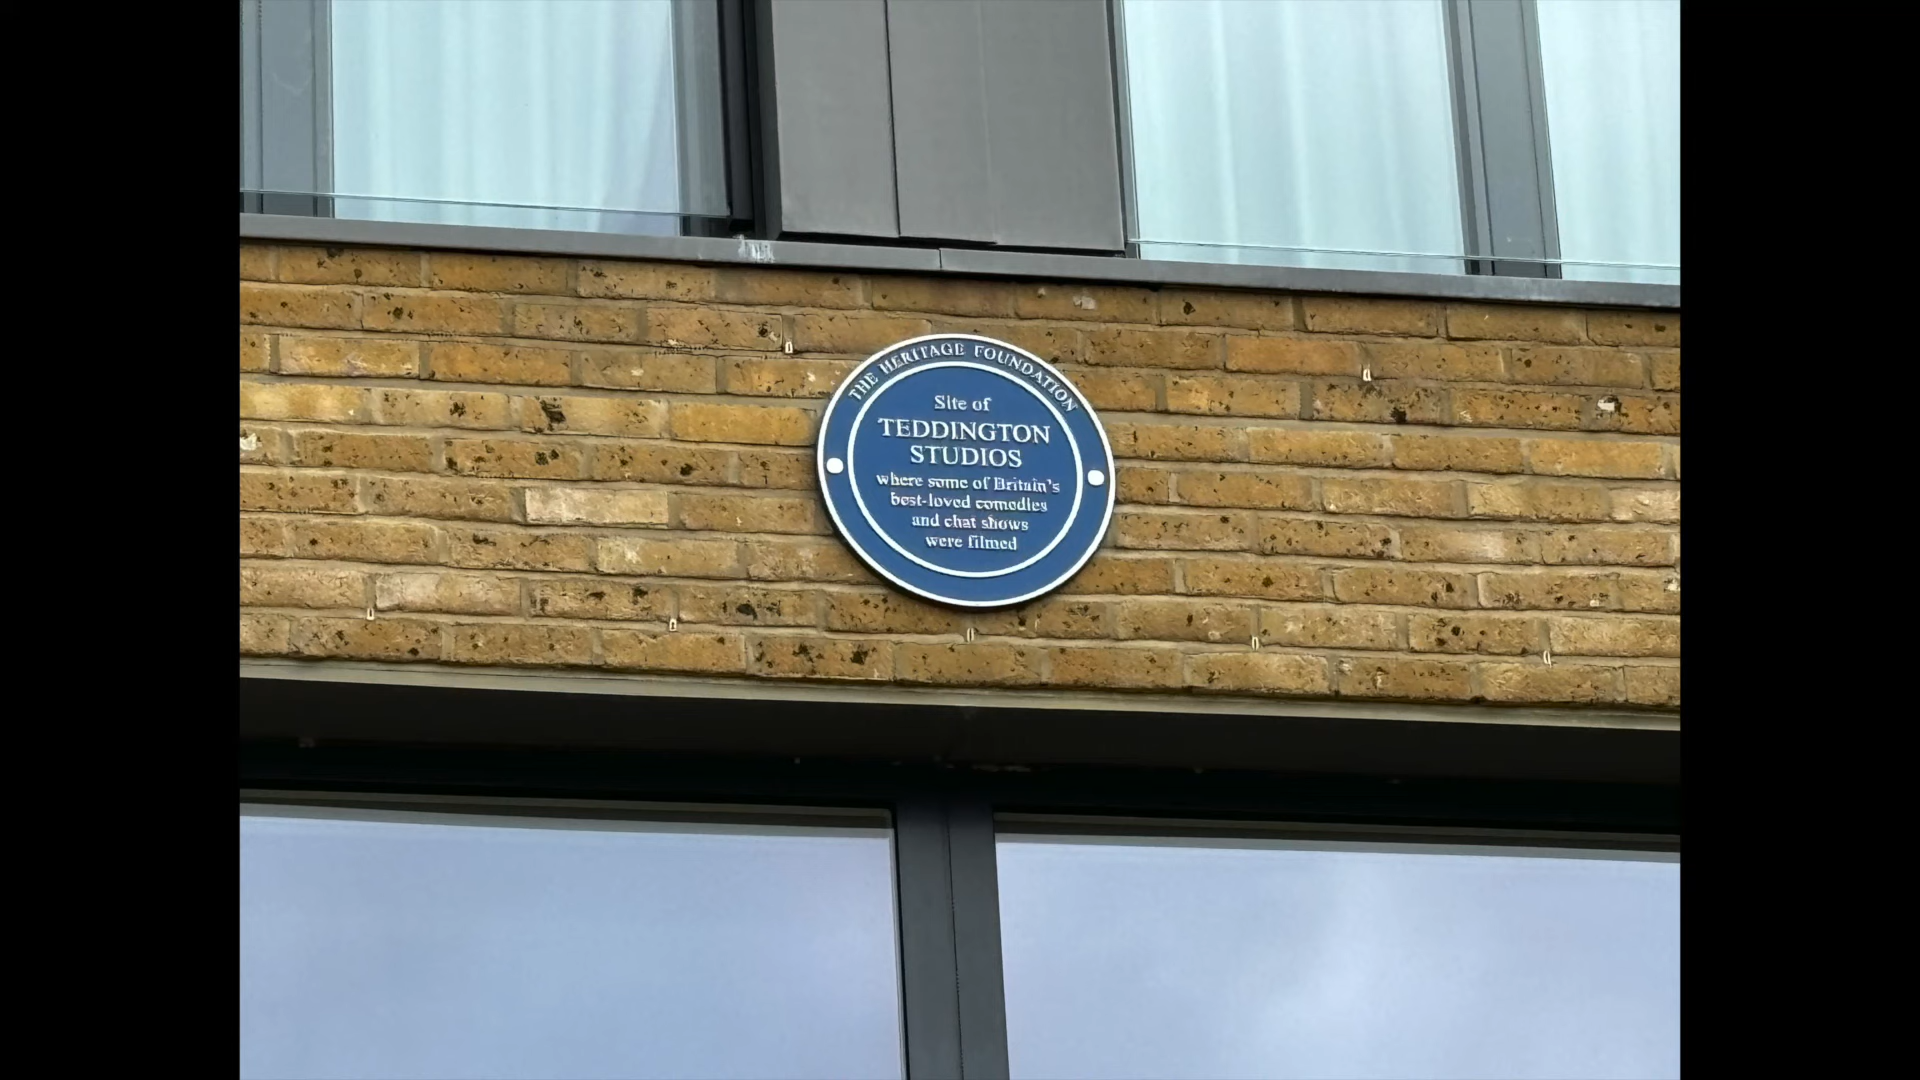 THE HERITAGE FOUNDATION
Site of
TEDDINGTON
STUDIOS
where some of Britain's
best-loved comedies
and chat shows
were filmed